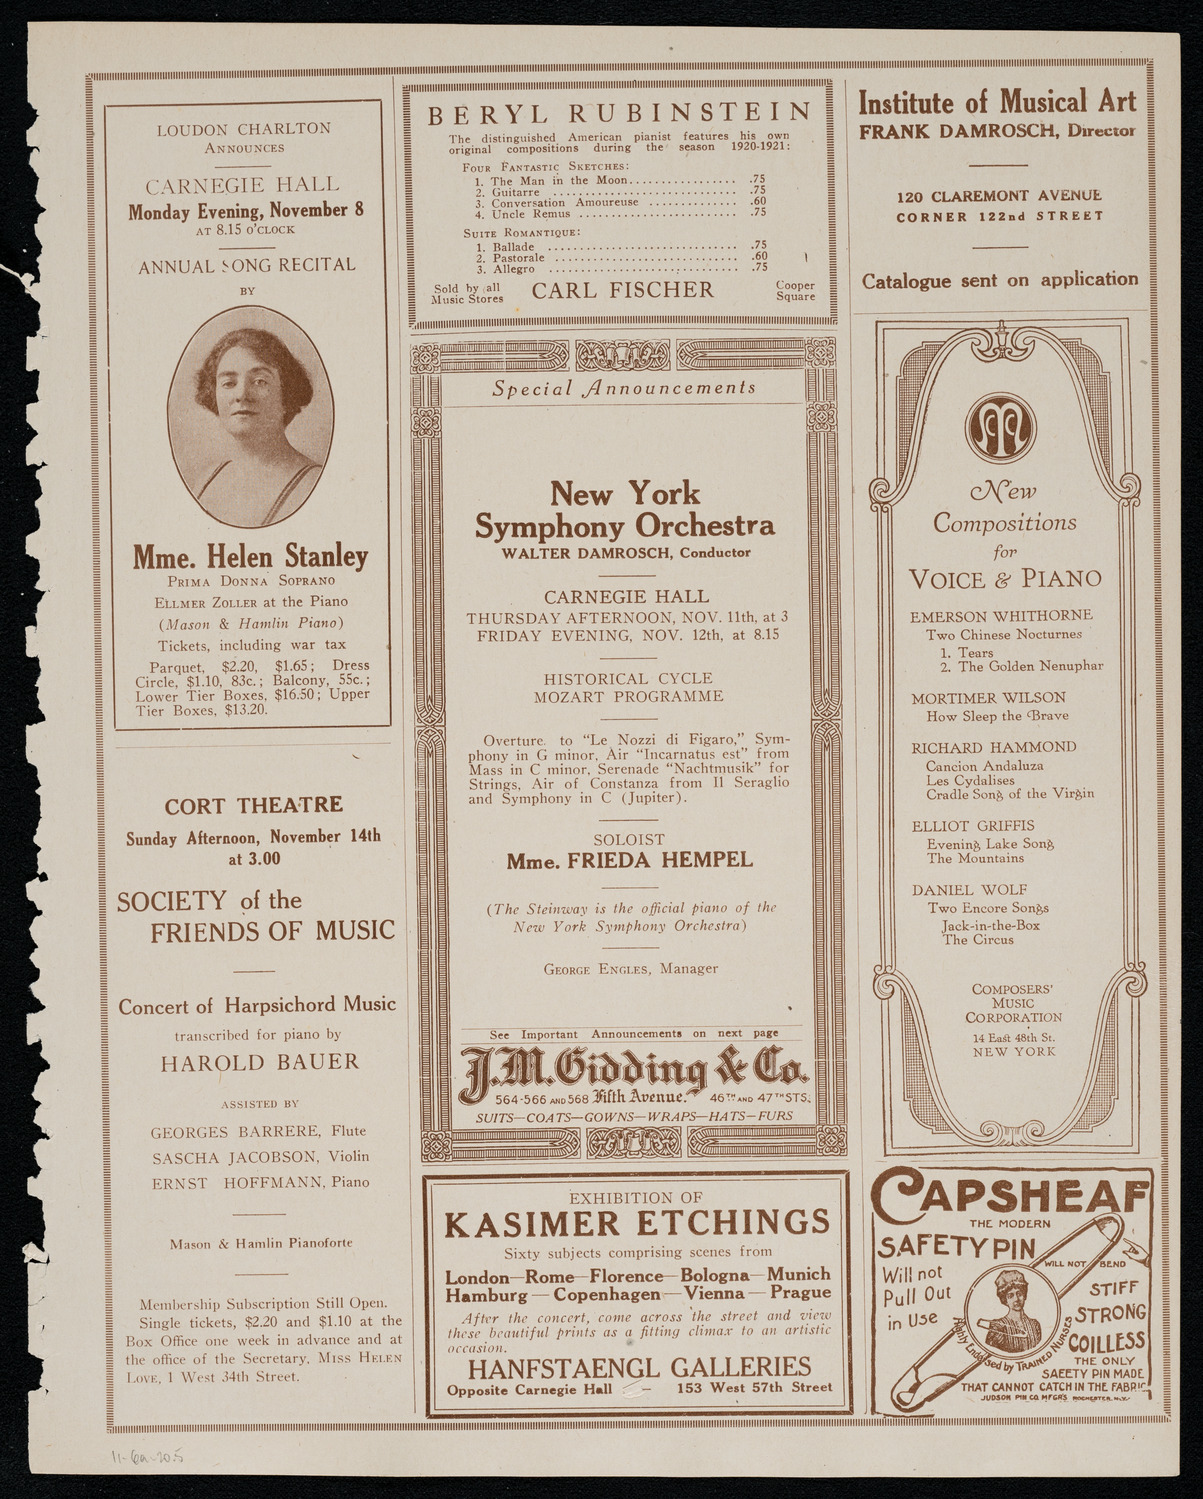 LOUDON CHARLTON
ANNOUNCES
CARNEGIE HALL
Monday Evening, November 8
AT 8.15 O'CLOCK
ANNUAL SONG RECITAL
BY
Mme. Helen Stanley
PRIMA DONNA SOPRANO
ELLMER ZOLLER at the Piano
(Mason & Hamlin Piano)
Tickets, including war tax
Parquet, $2.20, $1.65; Dress
Circle, $1.10, 83c.; Balcony, 55c.;
Lower Tier Boxes, $16.50; Upper
Tier Boxes, $13.20.
CORT THEATRE
Sunday Afternoon, November 14th
at 3.00
SOCIETY of the
FRIENDS OF MUSIC
Concert of Harpsichord Music
transcribed for piano by
HAROLD BAUER
ASSISTED BY
GEORGES BARRERE, Flute
SASCHA JACOBSON, Violin
ERNST HOFFMANN, Piano
Mason & Hamlin Pianoforte
Membership Subscription Still Open.
Single tickets, $2.20 and $1.10 at the
Box Office one week in advance and at
the office of the Secretary, MISS HELEN
LOVE, 1 West 34th Street.
BERYL RUBINSTEIN
The distinguished American pianist features his own
original compositions during the season 1920-1921:
FOUR FANTASTIC SKETCHES:
1. The Man in the Moon................. .75
2. Guitarre ............................. .75
3. Conversation Amoureuse .............. .60
4. Uncle Remus ......................... .75
SUITE ROMANTIQUE:
1. Ballade .............................. .75
2. Pastorale ............................ .60
3. Allegro .............................. .75
Sold by all
Music Stores
CARL FISCHER
Cooper
Square
Special Announcements
New York
Symphony Orchestra
WALTER DAMROSCH, Conductor
CARNEGIE HALL
THURSDAY AFTERNOON, NOV. 11th, at 3
FRIDAY EVENING, NOV. 12th, at 8.15
HISTORICAL CYCLE
MOZART PROGRAMME
Overture to "Le Nozzi di Figaro," Sym-
phony in G minor, Air "Incarnatus est" from
Mass in C minor, Serenade "Nachtmusik" for
Strings, Air of Constanza from Il Seraglio
and Symphony in C (Jupiter).
SOLOIST
Mme. FRIEDA HEMPEL
(The Steinway is the official piano of the
New York Symphony Orchestra)
GEORGE ENGLES, Manager
See Important Announcements on next page
J.M. Gidding & Co.
564-566 AND 568 Fifth Avenue. 46TH AND 47TH STS.
SUITS—COATS—GOWNS—WRAPS—HATS—FURS
EXHIBITION OF
KASIMER ETCHINGS
Sixty subjects comprising scenes from
London—Rome—Florence—Bologna—Munich
Hamburg—Copenhagen—Vienna—Prague
After the concert, come across the street and view
these beautiful prints as a fitting climax to an artistic
occasion.
HANFSTAENGL GALLERIES
Opposite Carnegie Hall — 153 West 57th Street
Institute of Musical Art
FRANK DAMROSCH, Director
120 CLAREMONT AVENUE
CORNER 122nd STREET
Catalogue sent on application
New
Compositions
for
VOICE & PIANO
EMERSON WHITHORNE
Two Chinese Nocturnes
1. Tears
2. The Golden Nenuphar
MORTIMER WILSON
How Sleep the Brave
RICHARD HAMMOND
Cancion Andaluza
Les Cydalises
Cradle Song of the Virgin
ELLIOT GRIFFIS
Evening Lake Song
The Mountains
DANIEL WOLF
Two Encore Songs
Jack-in-the-Box
The Circus
COMPOSERS'
MUSIC
CORPORATION
14 East 48th St.
NEW YORK
CAPSHEAF
THE MODERN
SAFETY PIN
WILL NOT BEND
Will not
Pull Out
in Use
STIFF
STRONG
COILLESS
Highly Endorsed by TRAINED NURSES
THE ONLY
SAFETY PIN MADE
THAT CANNOT CATCH IN THE FABRIC
JUDSON PIN CO. MFGRS ROCHESTER, N.Y.